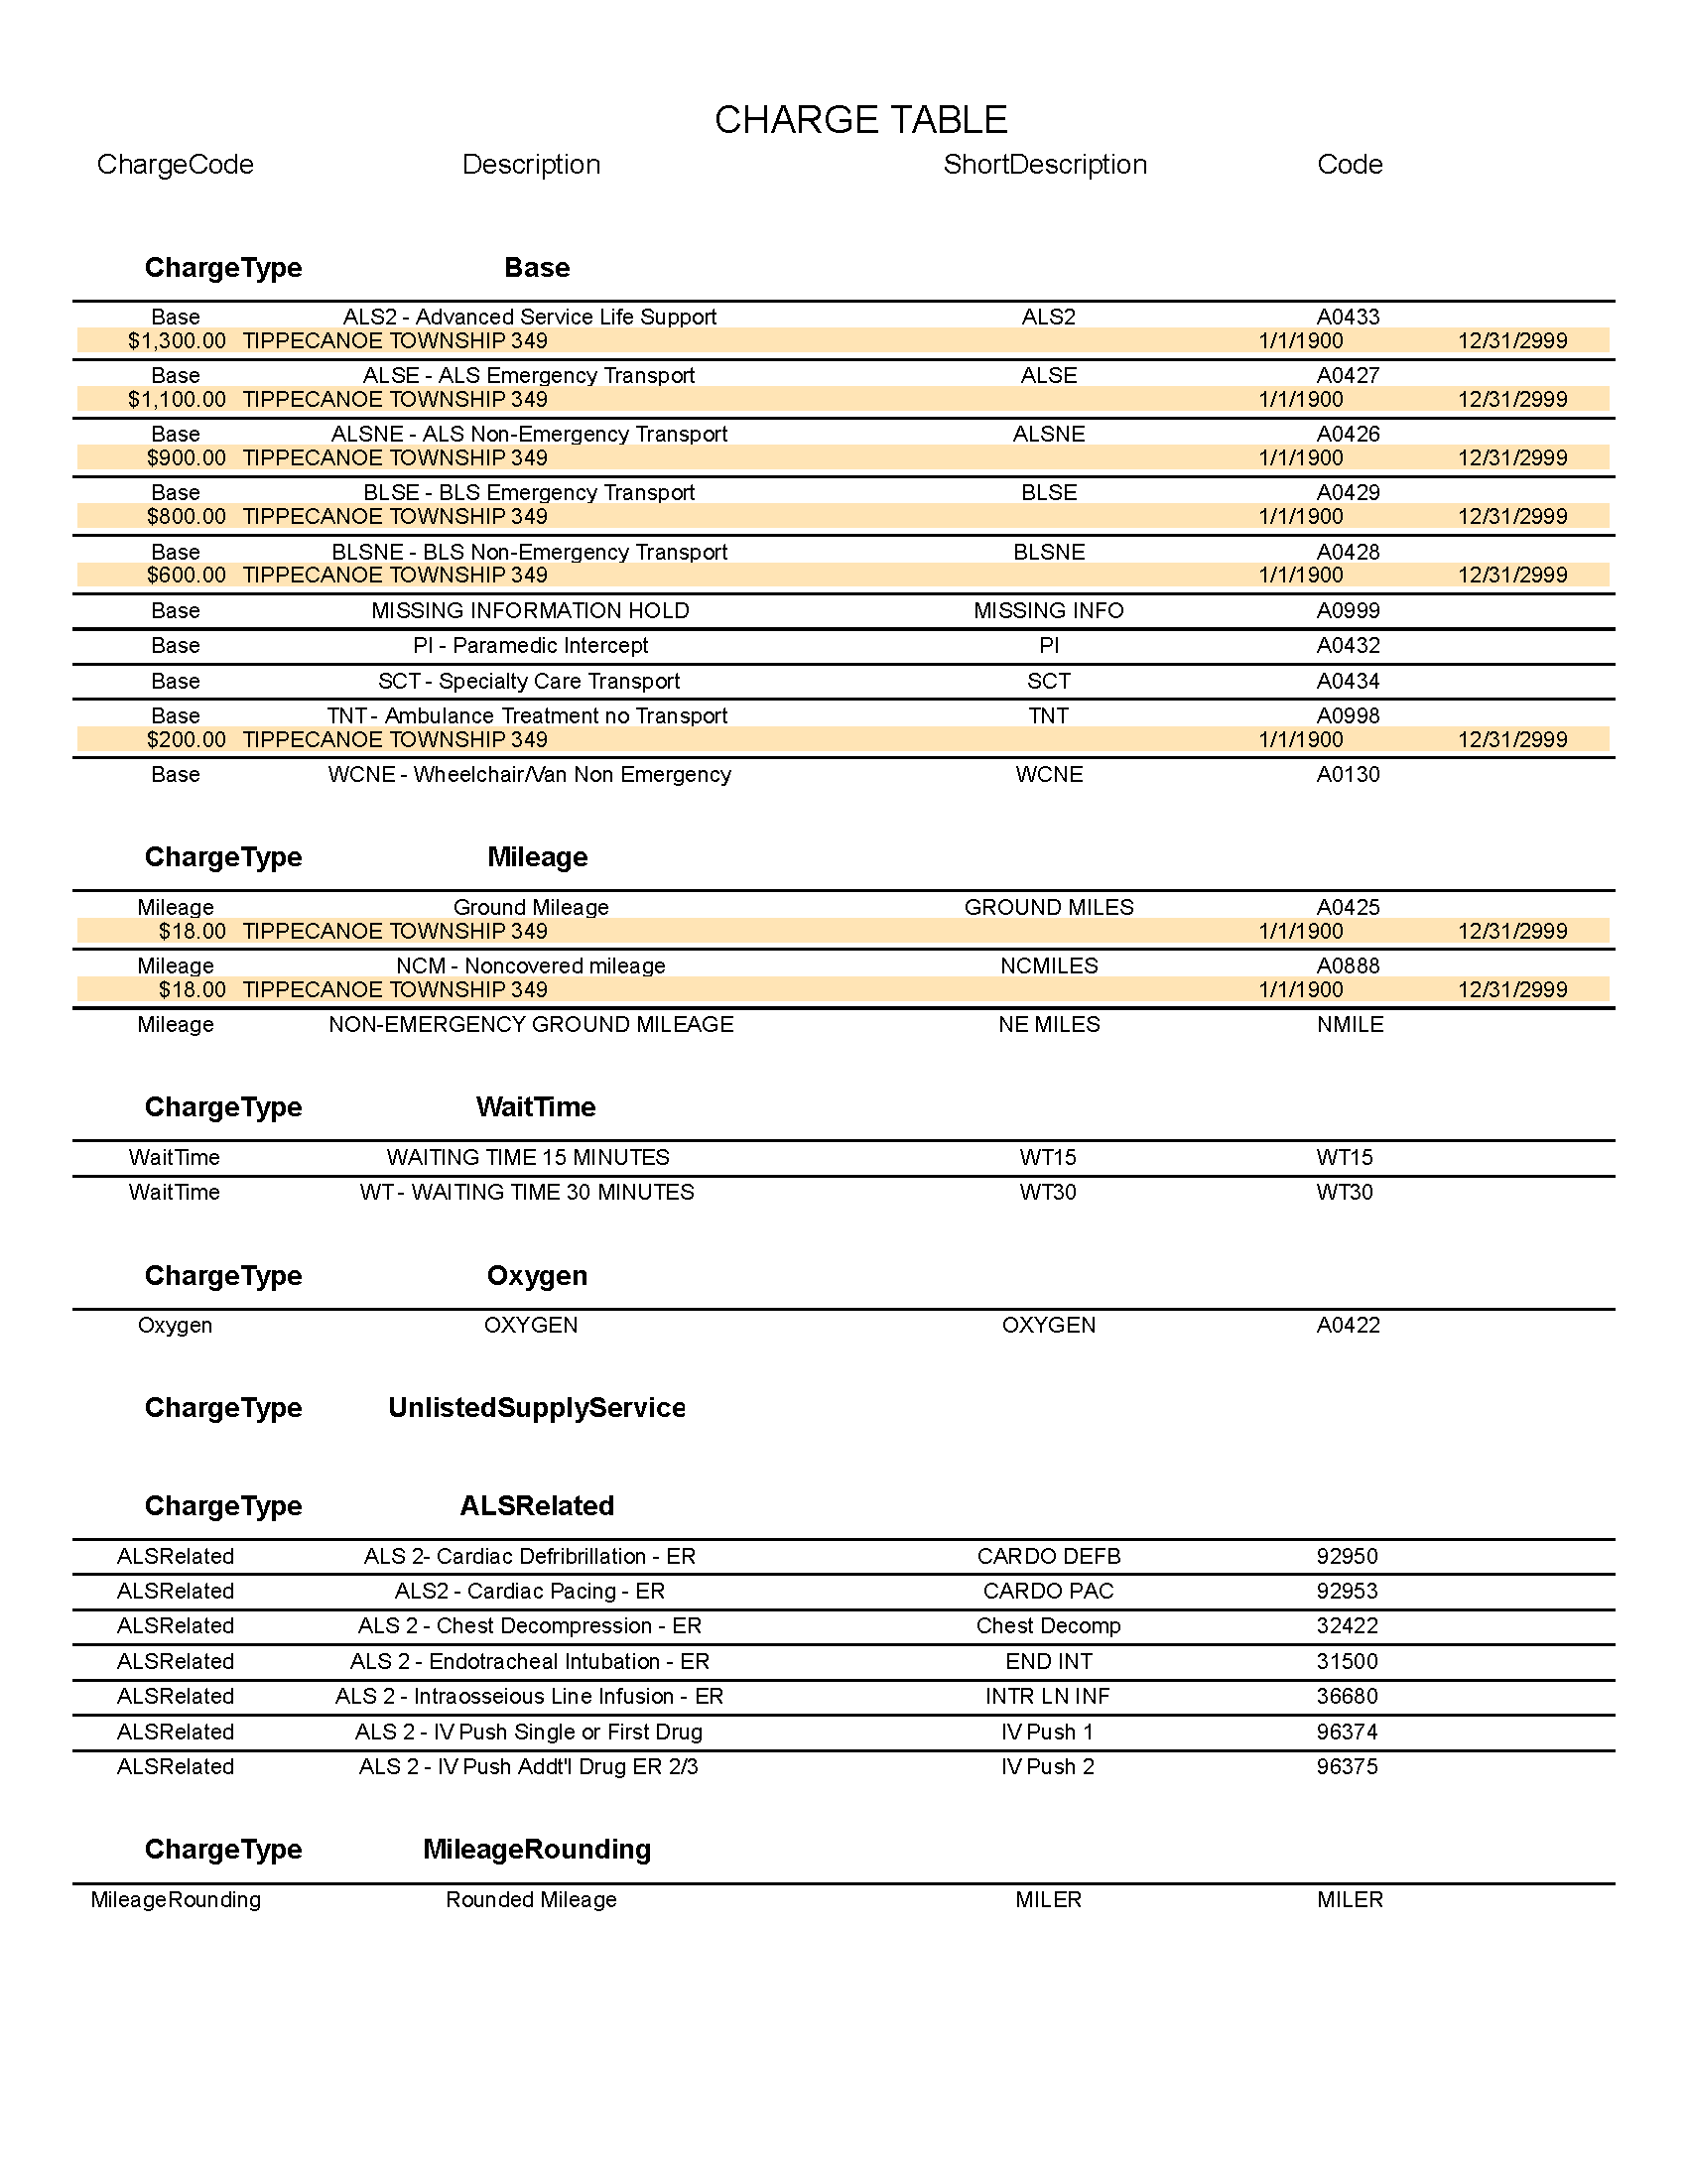 CHARGE TABLE
ChargeCode Description ShortDescription Code
ChargeType Base
Base ALS2 - Advanced Service Life Support ALS2 A0433
$1,300.00 TIPPECANOE TOWNSHIP 349 1/1/1900 12/31/2999
Base ALSE - ALS Emergency Transport ALSE A0427
$1,100.00 TIPPECANOE TOWNSHIP 349 1/1/1900 12/31/2999
Base ALSNE - ALS Non-Emergency Transport ALSNE A0426
$900.00 TIPPECANOE TOWNSHIP 349 1/1/1900 12/31/2999
Base BLSE - BLS Emergency Transport BLSE A0429
$800.00 TIPPECANOE TOWNSHIP 349 1/1/1900 12/31/2999
Base BLSNE - BLS Non-Emergency Transport BLSNE A0428
$600.00 TIPPECANOE TOWNSHIP 349 1/1/1900 12/31/2999
Base MISSING INFORMATION HOLD MISSING INFO A0999
Base PI - Paramedic Intercept PI A0432
Base SCT - Specialty Care Transport SCT A0434
Base TNT - Ambulance Treatment no Transport TNT A0998
$200.00 TIPPECANOE TOWNSHIP 349 1/1/1900 12/31/2999
Base WCNE - Wheelchair/Van Non Emergency WCNE A0130
ChargeType Mileage
Mileage Ground Mileage GROUND MILES A0425
$18.00 TIPPECANOE TOWNSHIP 349 1/1/1900 12/31/2999
Mileage NCM - Noncovered mileage NCMILES A0888
$18.00 TIPPECANOE TOWNSHIP 349 1/1/1900 12/31/2999
Mileage NON-EMERGENCY GROUND MILEAGE NE MILES NMILE
ChargeType WaitTime
WaitTime WAITING TIME 15 MINUTES WT15 WT15
WaitTime WT - WAITING TIME 30 MINUTES WT30 WT30
ChargeType Oxygen
Oxygen OXYGEN OXYGEN A0422
ChargeType UnlistedSupplyService
ChargeType ALSRelated
ALSRelated ALS 2- Cardiac Defribrillation - ER CARDO DEFB 92950
ALSRelated ALS2 - Cardiac Pacing - ER CARDO PAC 92953
ALSRelated ALS 2 - Chest Decompression - ER Chest Decomp 32422
ALSRelated ALS 2 - Endotracheal Intubation - ER END INT 31500
ALSRelated ALS 2 - Intraosseious Line Infusion - ER INTR LN INF 36680
ALSRelated ALS 2 - IV Push Single or First Drug IV Push 1 96374
ALSRelated ALS 2 - IV Push Addt'l Drug ER 2/3 IV Push 2 96375
ChargeType MileageRounding
MileageRounding Rounded Mileage MILER MILER